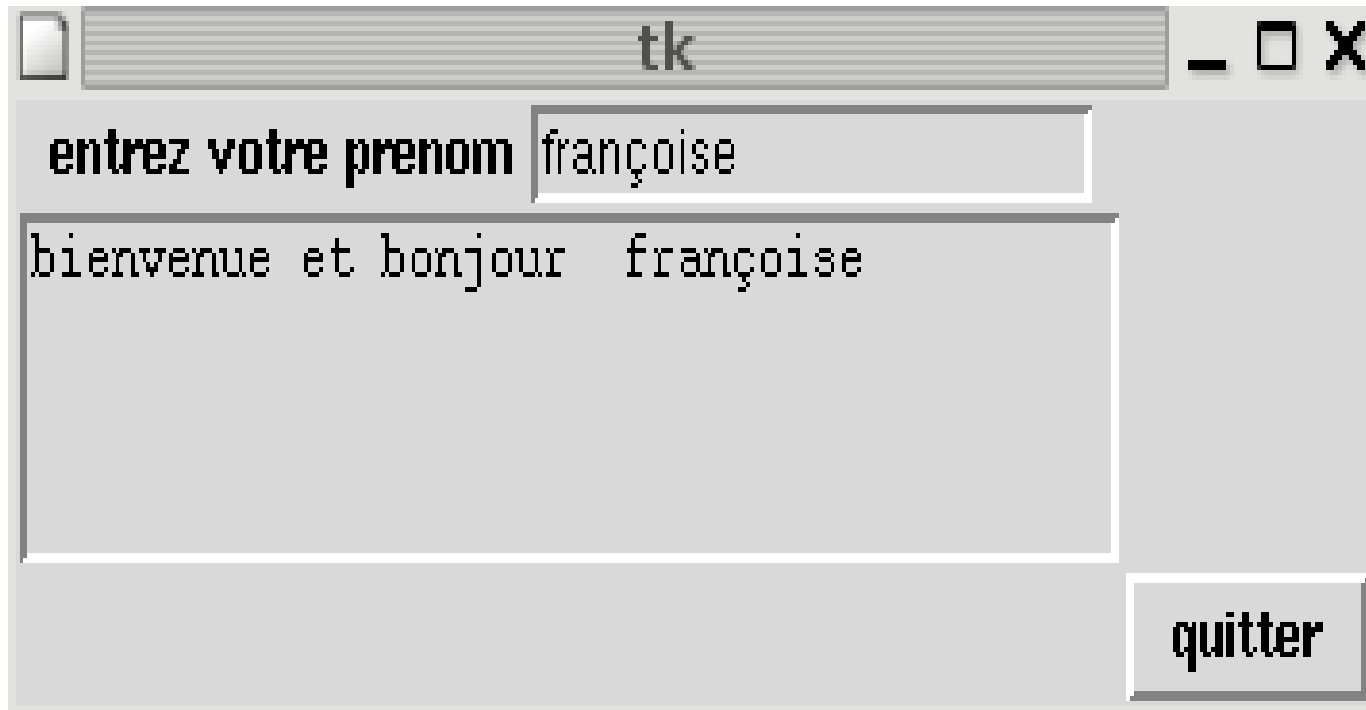 tk
entrez votre prenom françoise
bienvenue et bonjour  françoise
quitter